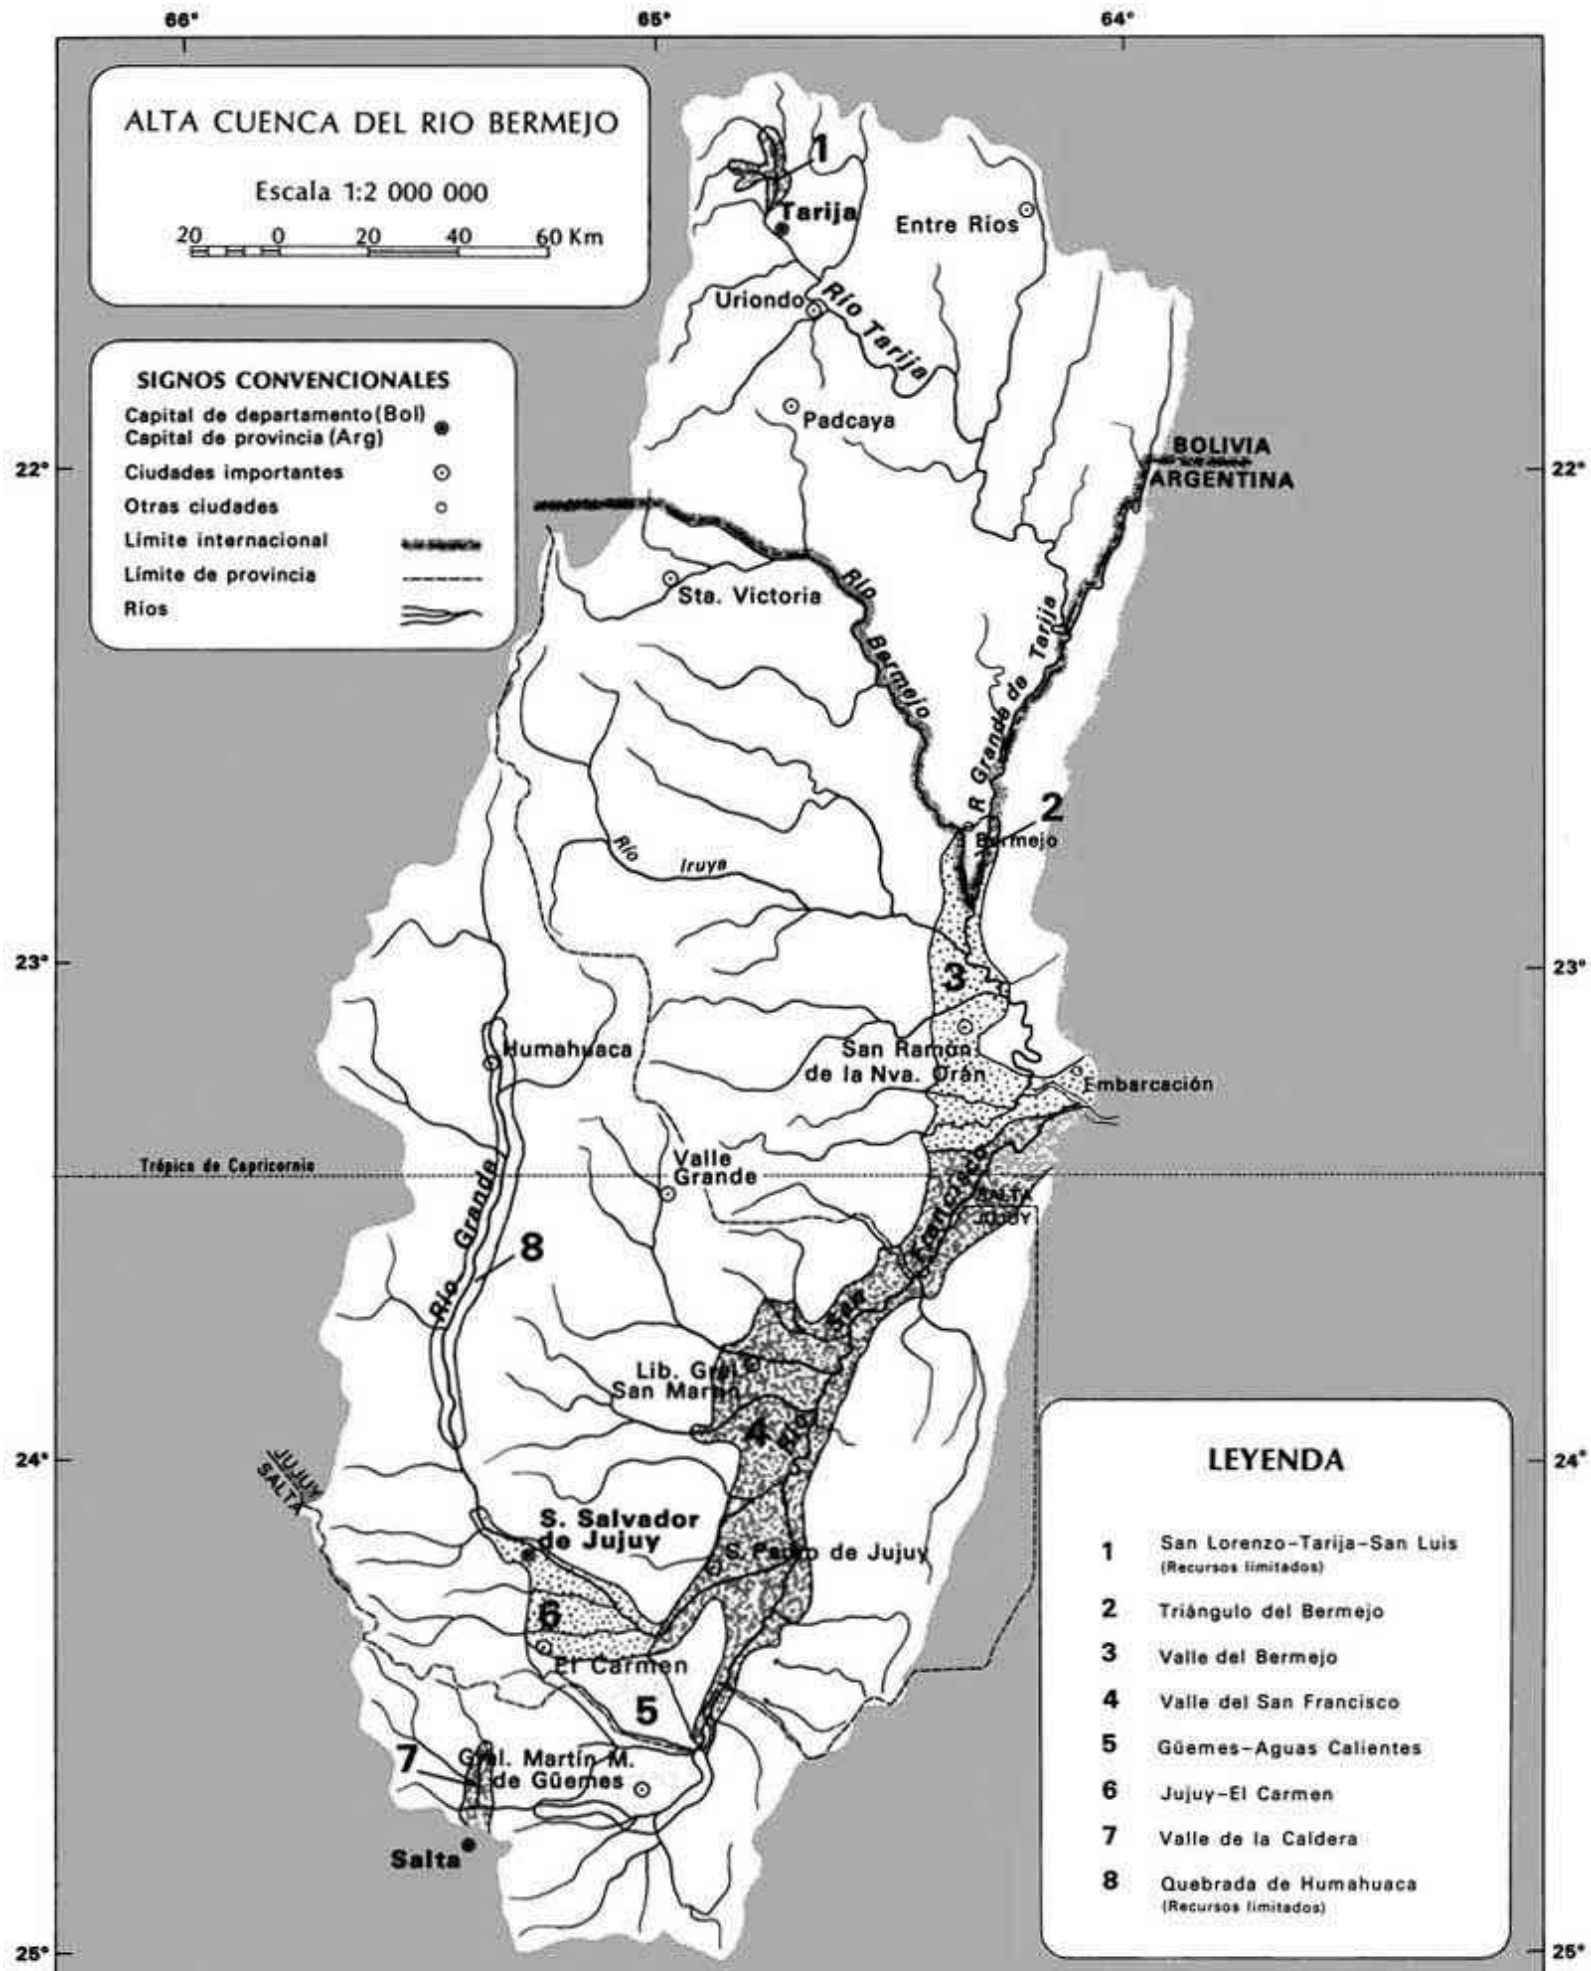 66°
65°
64°
ALTA CUENCA DEL RIO BERMEJO
Escala 1:2 000 000
20 0 20 40 60 Km
SIGNOS CONVENCIONALES
Capital de departamento (Bol)
Capital de provincia (Arg)
Ciudades importantes
Otras ciudades
Límite internacional
Límite de provincia
Ríos
1
Tarija
Entre Ríos
Uriondo
Río Tarija
Padcaya
BOLIVIA
ARGENTINA
22°
22°
Sta. Victoria
Río Bermejo
R Grande de Tarija
2
Bermejo
Río Iruya
23°
23°
3
Humahuaca
San Ramón
de la Nva. Orán
Embarcación
Trópico de Capricornio
Valle
Grande
SALTA
JUJUY
Río Grande
8
Río San Francisco
Lib. Gral.
San Martín
4
24°
24°
JUJUY
SALTA
S. Salvador
de Jujuy
S. Pedro de Jujuy
6
El Carmen
5
7
Gral. Martín M.
de Güemes
Salta
25°
25°
LEYENDA
1 San Lorenzo-Tarija-San Luis
(Recursos limitados)
2 Triángulo del Bermejo
3 Valle del Bermejo
4 Valle del San Francisco
5 Güemes-Aguas Calientes
6 Jujuy-El Carmen
7 Valle de la Caldera
8 Quebrada de Humahuaca
(Recursos limitados)